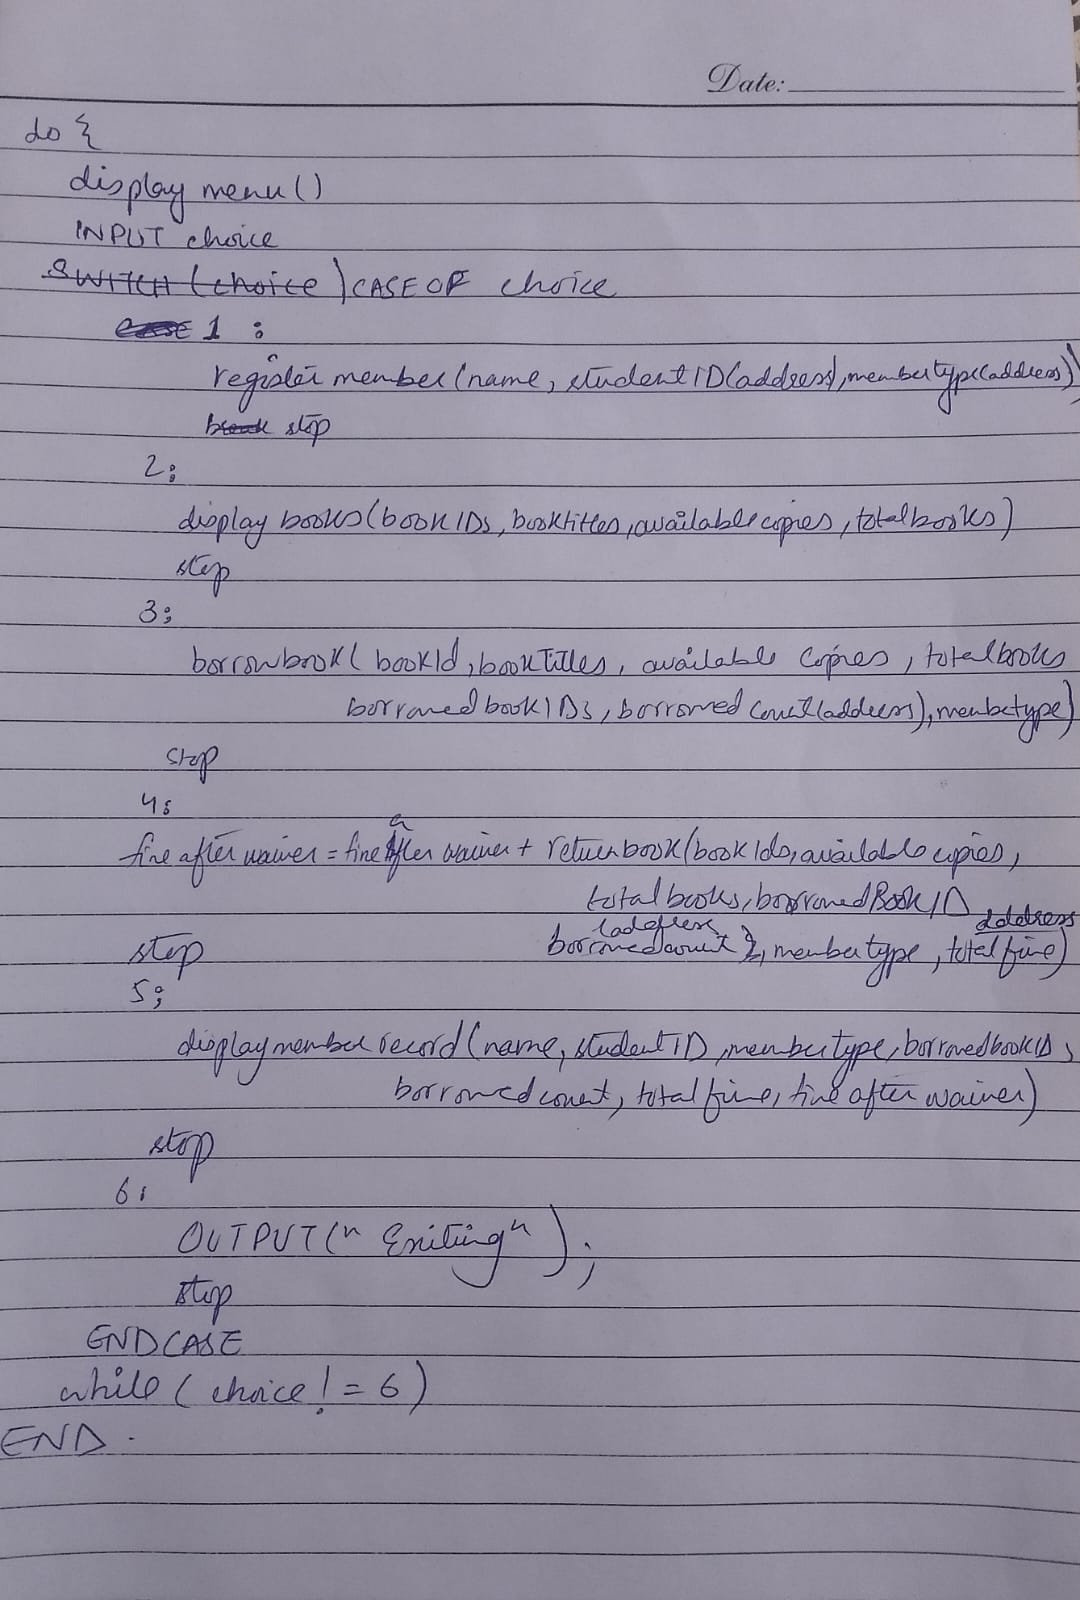 Date:
do {
display menu()
INPUT choice
SWITCH (choice) CASE OF choice
case 1 :
register member (name, studentID(address), membertype(address))
break stop
2:
display books (bookIDs, booktitles, availablecopies, totalbooks)
stop
3:
borrowbook( bookId, bookTitles, available copies, totalbooks
borrowedbookIDs, borrowed count(address), membertype)
stop
4:
fine after waiver = fine after waiver + returnbook(bookIds, available copies,
total books, borrowedBookID
(address address
stop borrowedcount }, membertype, total fine)
5:
displaymember record (name, studentID, membertype, borrowedbookIDs
borrowed count, total fine, fine after waiver)
stop
6:
OUTPUT(" Exiting" );
stop
ENDCASE
while ( choice != 6 )
END.